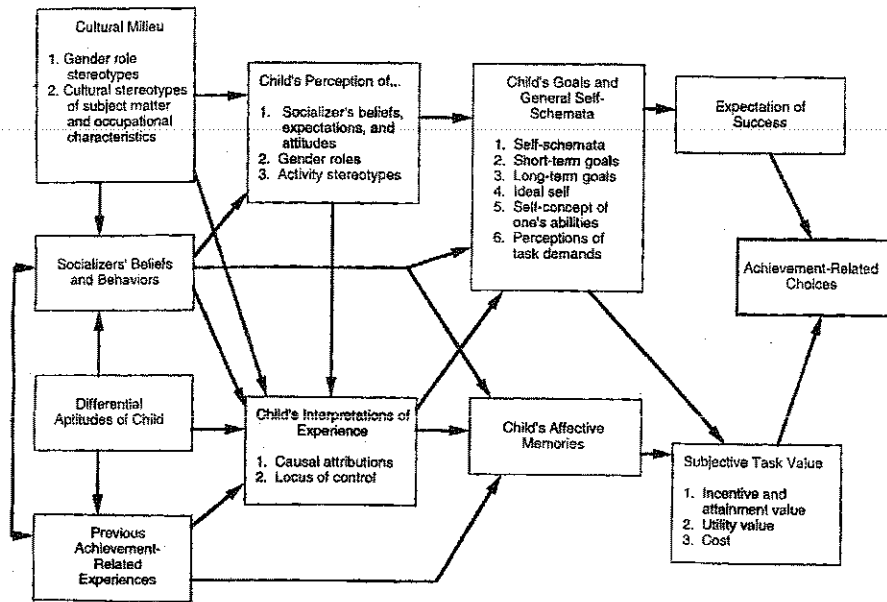 Cultural Milieu
1. Gender role
stereotypes
2. Cultural stereotypes
of subject matter
and occupational
characteristics
Child's Perception of...
1. Socializer's beliefs,
expectations, and
attitudes
2. Gender roles
3. Activity stereotypes
Child's Goals and
General Self-
Schemata
1. Self-schemata
2. Short-term goals
3. Long-term goals
4. Ideal self
5. Self-concept of
one's abilities
6. Perceptions of
task demands
Expectation of
Success
Socializers' Beliefs
and Behaviors
Achievement-Related
Choices
Differential
Aptitudes of Child
Child's Interpretations of
Experience
1. Causal attributions
2. Locus of control
Child's Affective
Memories
Subjective Task Value
1. Incentive and
attainment value
2. Utility value
3. Cost
Previous
Achievement-
Related
Experiences